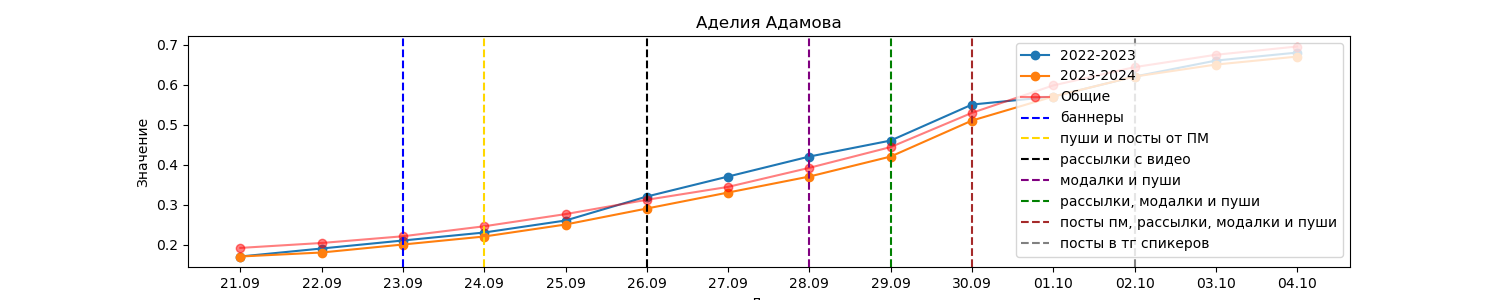 Аделия Адамова
Значение
0.7
0.6
0.5
0.4
0.3
0.2
2022-2023
2023-2024
Общие
баннеры
пуши и посты от ПМ
рассылки с видео
модалки и пуши
рассылки, модалки и пуши
посты пм, рассылки, модалки и пуши
посты в тг спикеров
21.09 22.09 23.09 24.09 25.09 26.09 27.09 28.09 29.09 30.09 01.10 02.10 03.10 04.10